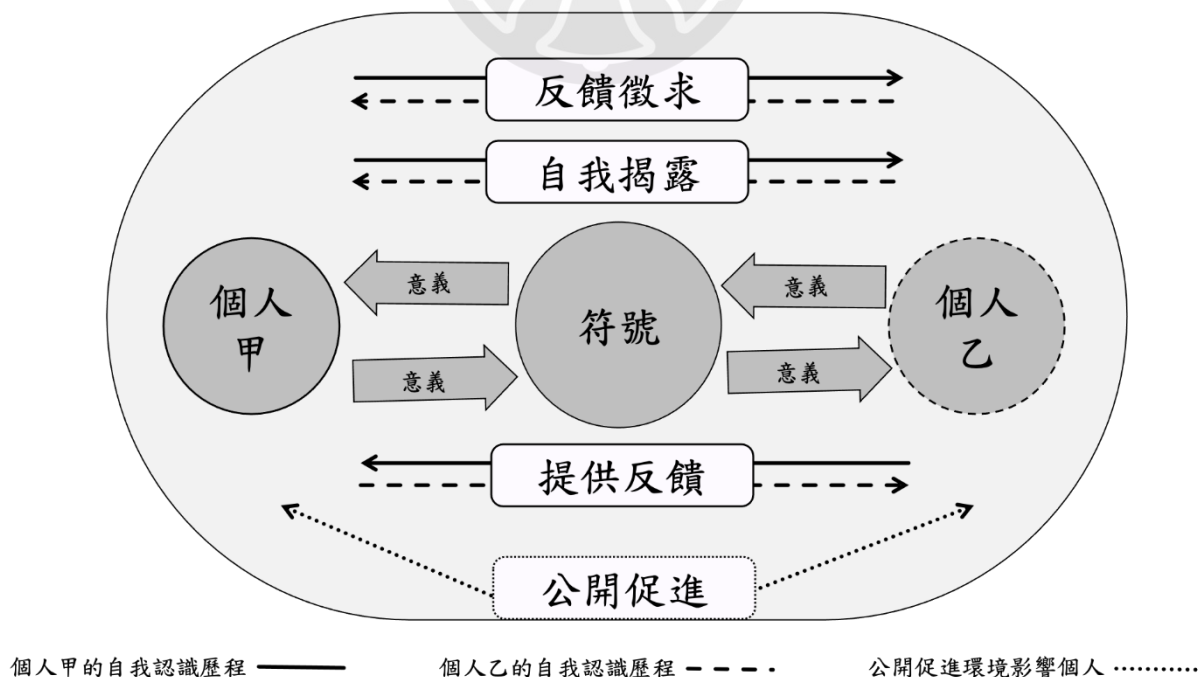 反饋徵求
自我揭露
個人
甲
意義
意義
符號
意義
意義
個人
乙
提供反饋
公開促進
個人甲的自我認識歷程
個人乙的自我認識歷程
公開促進環境影響個人